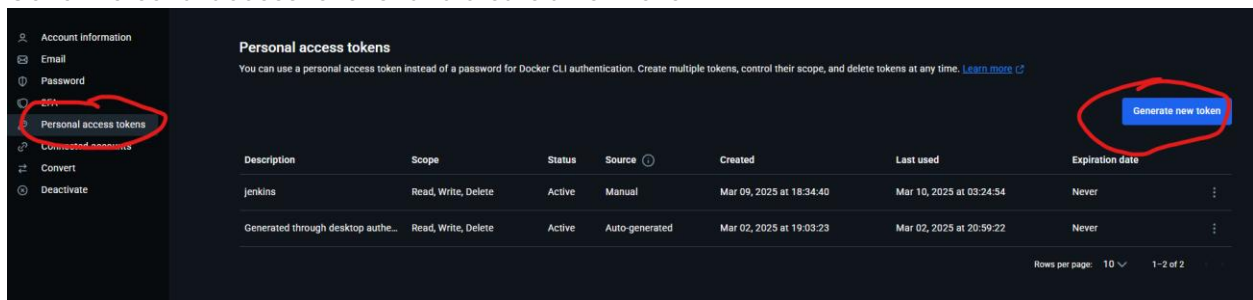 Account information
Email
Password
2FA
Personal access tokens
Connected accounts
Convert
Deactivate
Personal access tokens
You can use a personal access token instead of a password for Docker CLI authentication. Create multiple tokens, control their scope, and delete tokens at any time. Learn more
Generate new token
Description Scope Status Source Created Last used Expiration date
jenkins Read, Write, Delete Active Manual Mar 09, 2025 at 18:34:40 Mar 10, 2025 at 03:24:54 Never
Generated through desktop authe... Read, Write, Delete Active Auto-generated Mar 02, 2025 at 19:03:23 Mar 02, 2025 at 20:59:22 Never
Rows per page: 10 1–2 of 2